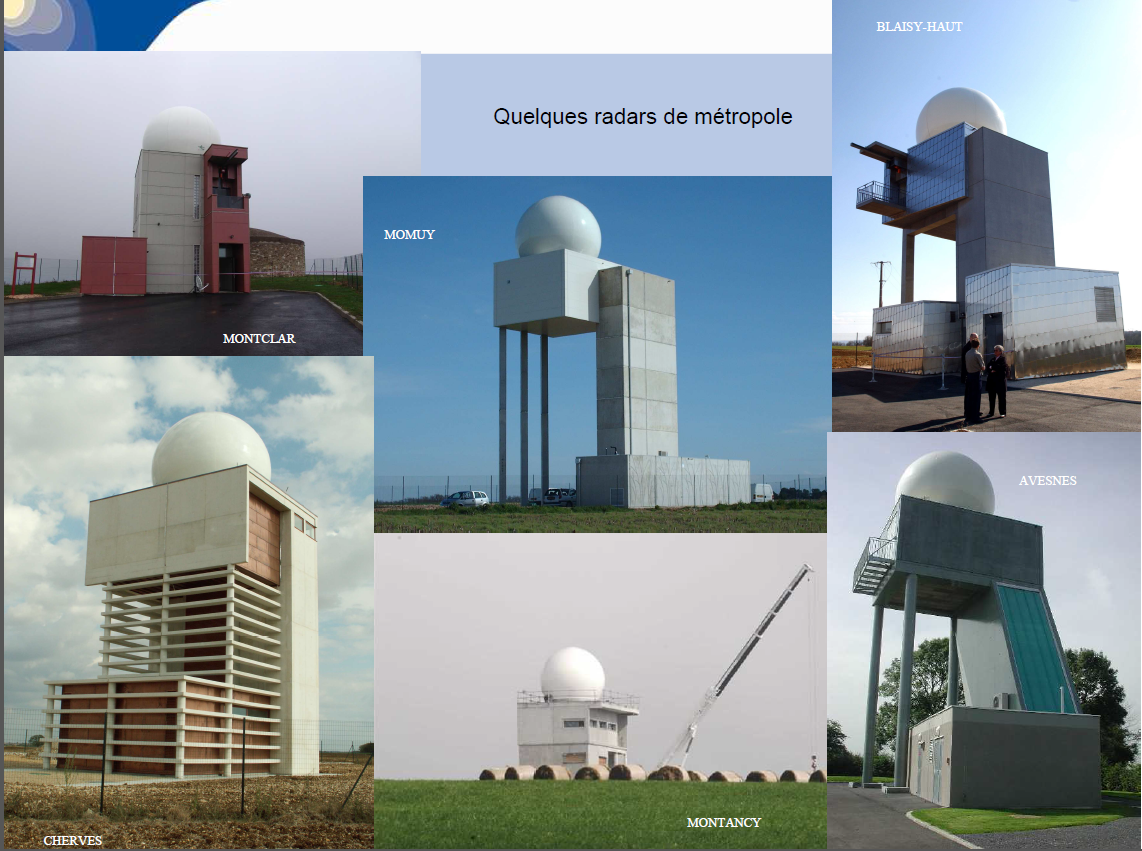 BLAISY-HAUT
Quelques radars de métropole
MOMUY
MONTCLAR
AVESNES
MONTANCY
CHERVES